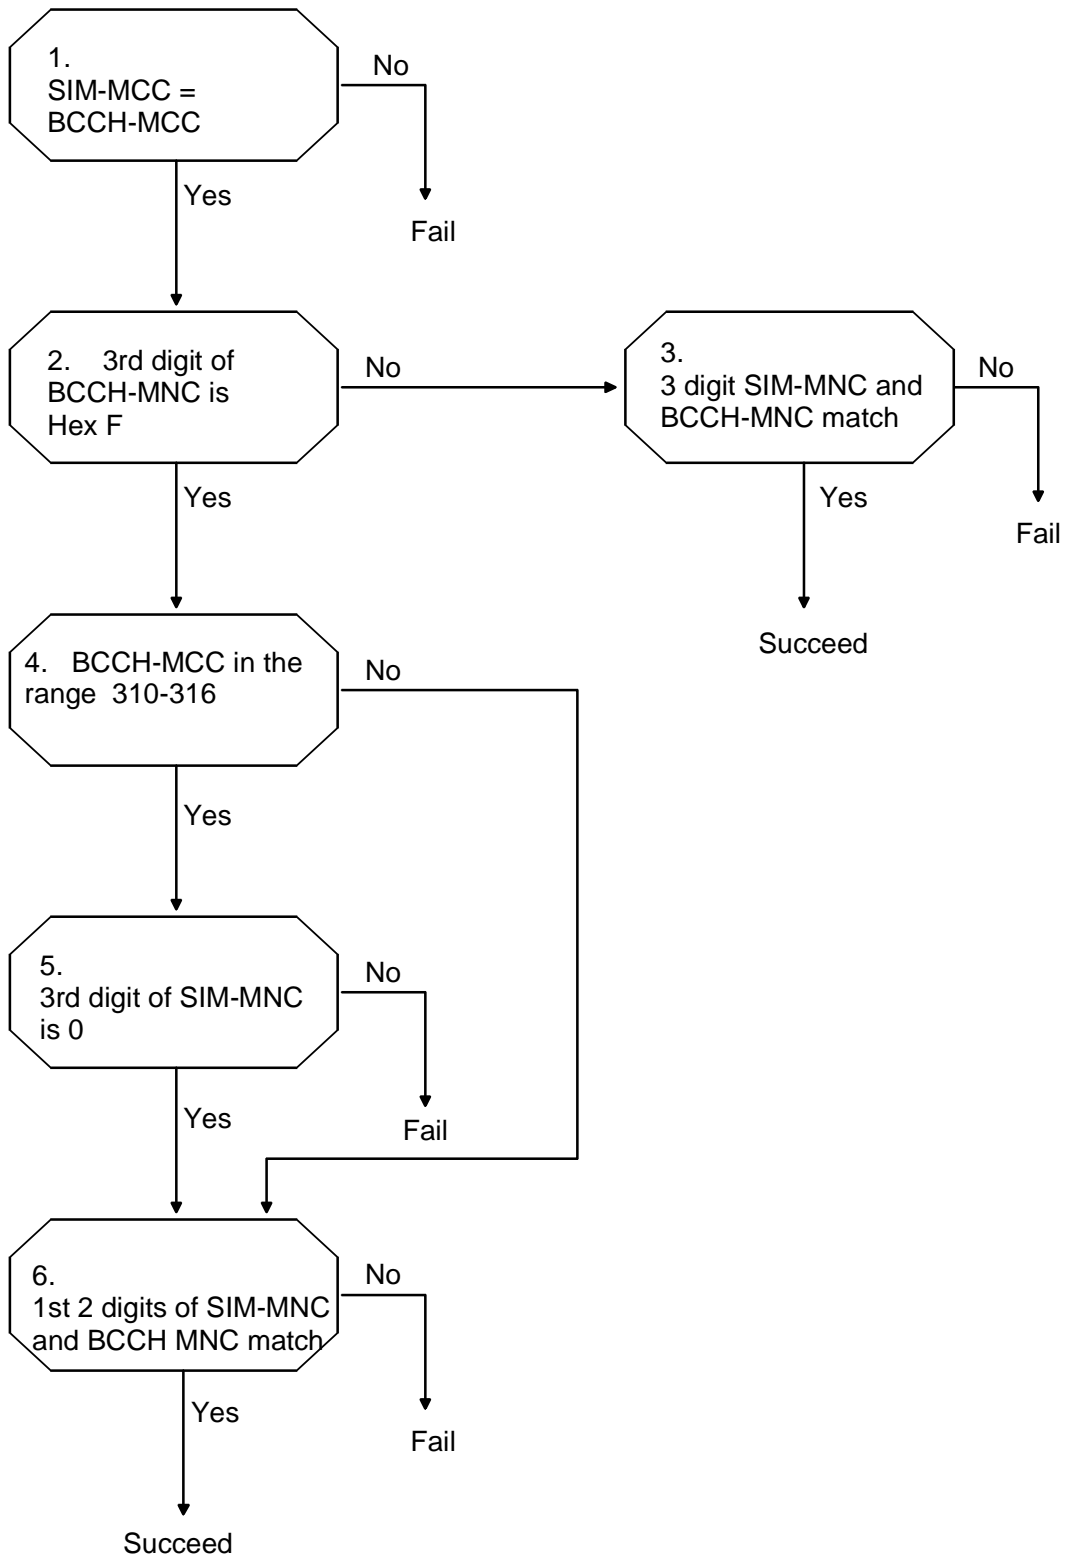 1.
SIM-MCC =
BCCH-MCC
No
Yes
Fail
2. 3rd digit of
BCCH-MNC is
Hex F
No
Yes
3.
3 digit SIM-MNC and
BCCH-MNC match
No
Yes
Fail
Succeed
4. BCCH-MCC in the
range 310-316
No
Yes
5.
3rd digit of SIM-MNC
is 0
No
Yes
Fail
6.
1st 2 digits of SIM-MNC
and BCCH MNC match
No
Yes
Fail
Succeed